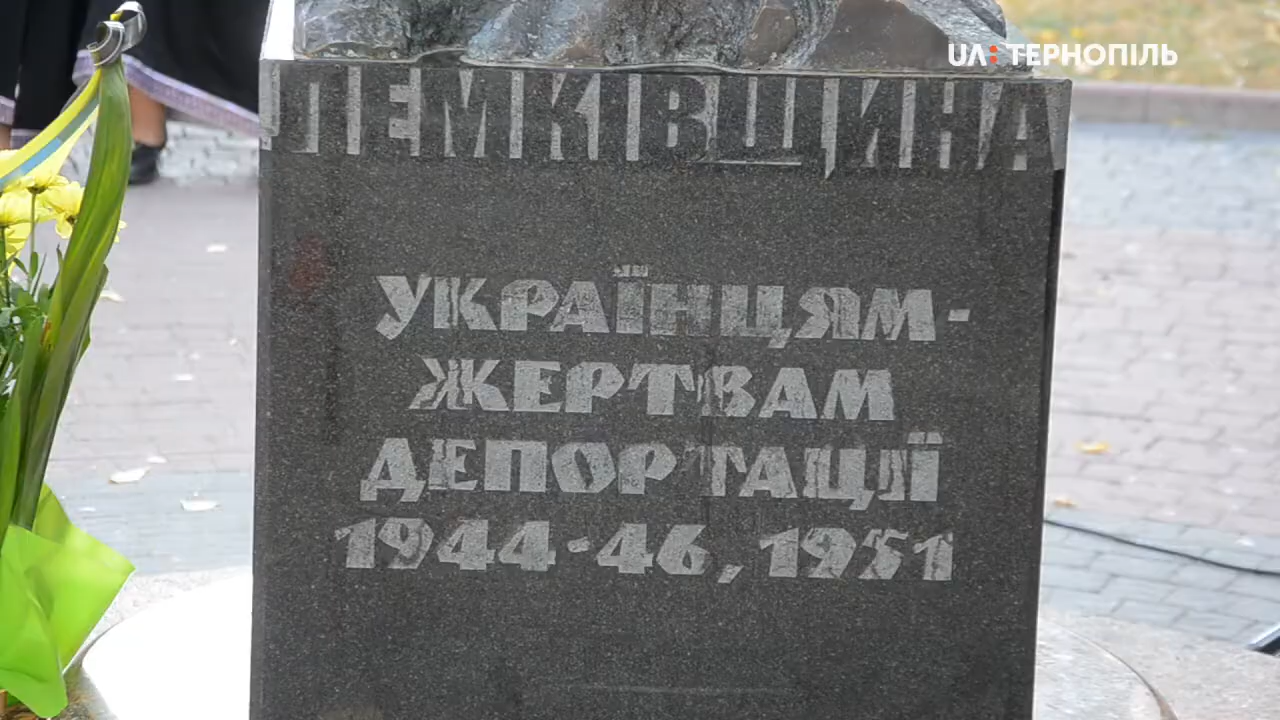 UA: ТЕРНОПІЛЬ
ЛЕМКІВЩИНА
УКРАЇНЦЯМ-
ЖЕРТВАМ
ДЕПОРТАЦІЇ
1944-46, 1951